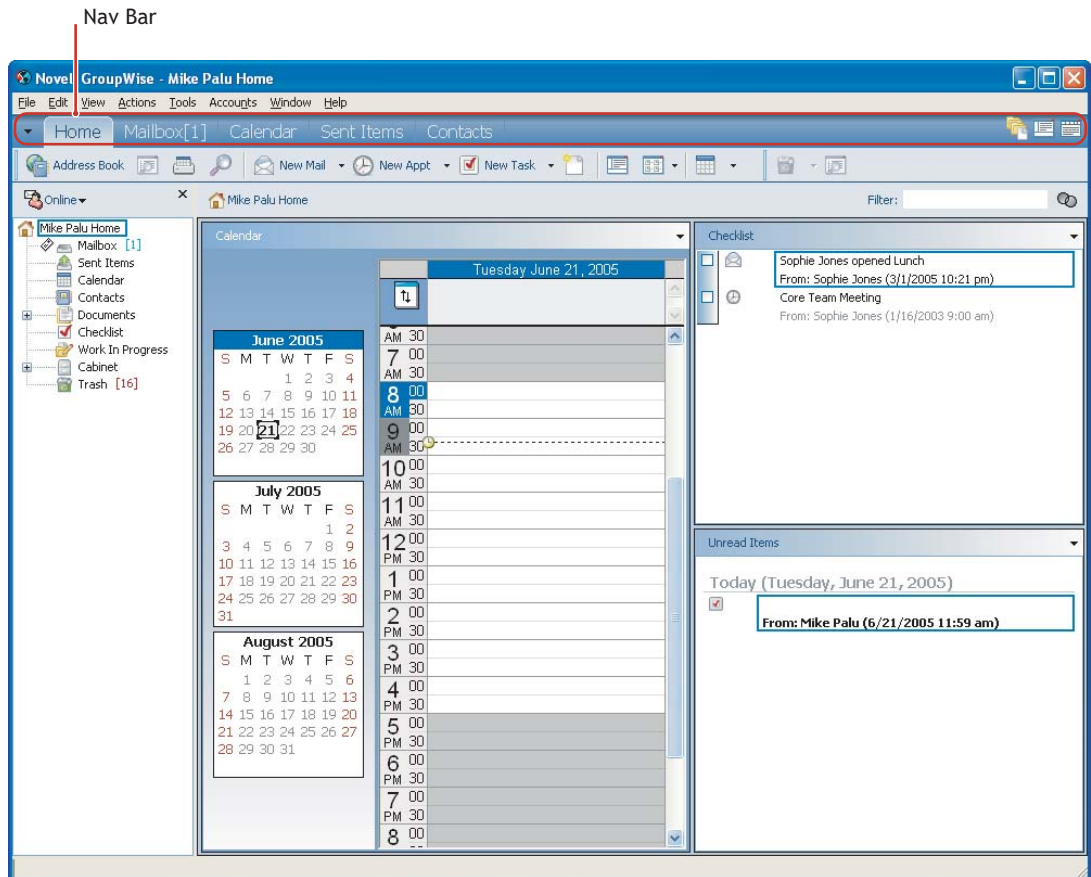 Nav Bar
Novell GroupWise - Mike Palu Home
File Edit View Actions Tools Accounts Window Help
Home Mailbox[1] Calendar Sent Items Contacts
Address Book New Mail New Appt New Task
Online Mike Palu Home Filter:
Mike Palu Home
Mailbox [1]
Sent Items
Calendar
Contacts
Documents
Checklist
Work In Progress
Cabinet
Trash [16]
Calendar
June 2005
S M T W T F S
1 2 3 4
5 6 7 8 9 10 11
12 13 14 15 16 17 18
19 20 21 22 23 24 25
26 27 28 29 30
July 2005
S M T W T F S
1 2
3 4 5 6 7 8 9
10 11 12 13 14 15 16
17 18 19 20 21 22 23
24 25 26 27 28 29 30
31
August 2005
S M T W T F S
1 2 3 4 5 6
7 8 9 10 11 12 13
14 15 16 17 18 19 20
21 22 23 24 25 26 27
28 29 30 31
Tuesday June 21, 2005
AM 30
7 00
AM 30
8 00
AM 30
9 00
AM 30
10 00
AM 30
11 00
AM 30
12 00
PM 30
1 00
PM 30
2 00
PM 30
3 00
PM 30
4 00
PM 30
5 00
PM 30
6 00
PM 30
7 00
PM 30
8 00
Checklist
Sophie Jones opened Lunch
From: Sophie Jones (3/1/2005 10:21 pm)
Core Team Meeting
From: Sophie Jones (1/16/2003 9:00 am)
Unread Items
Today (Tuesday, June 21, 2005)
From: Mike Palu (6/21/2005 11:59 am)